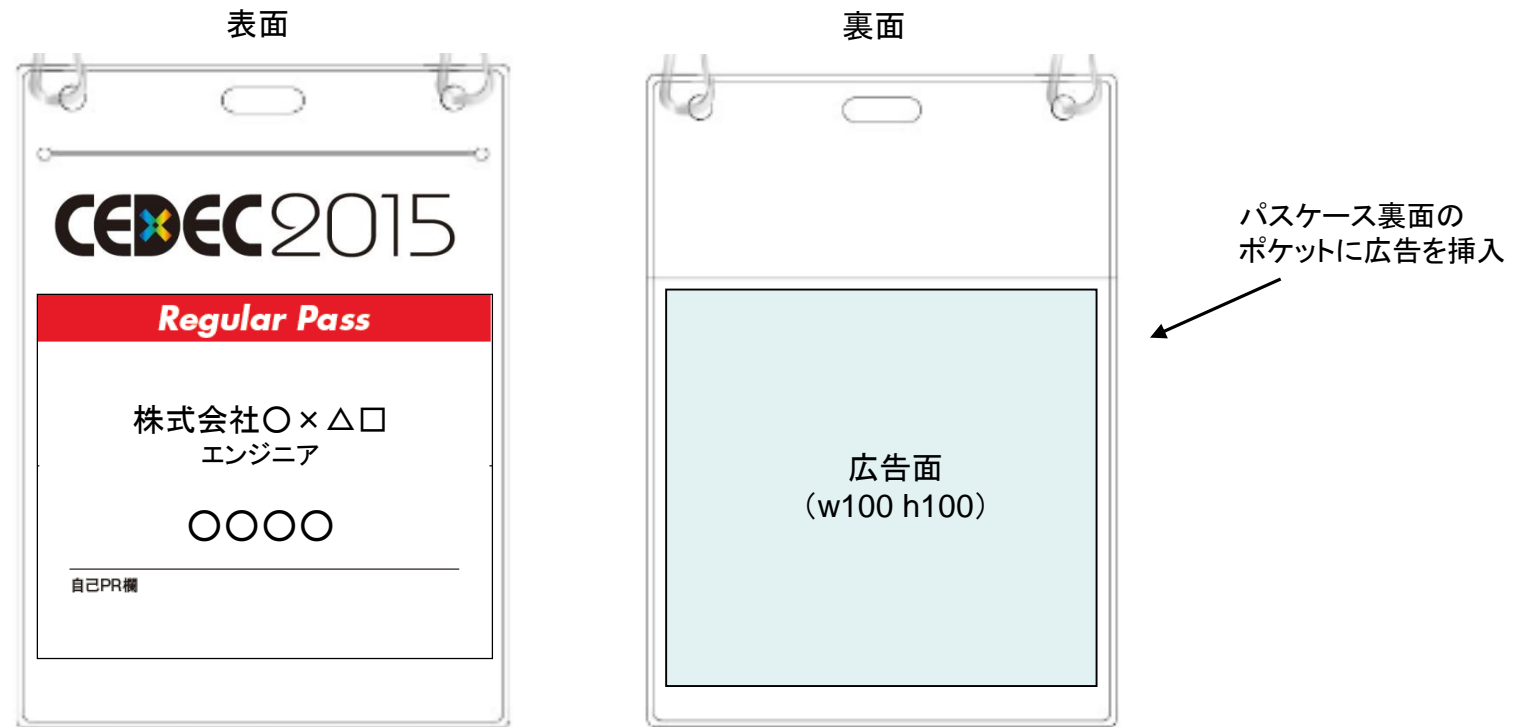 表面
CEDEC2015
Regular Pass
株式会社○×△□
エンジニア
○○○○
自己PR欄
裏面
広告面
(w100 h100)
パスケース裏面の
ポケットに広告を挿入